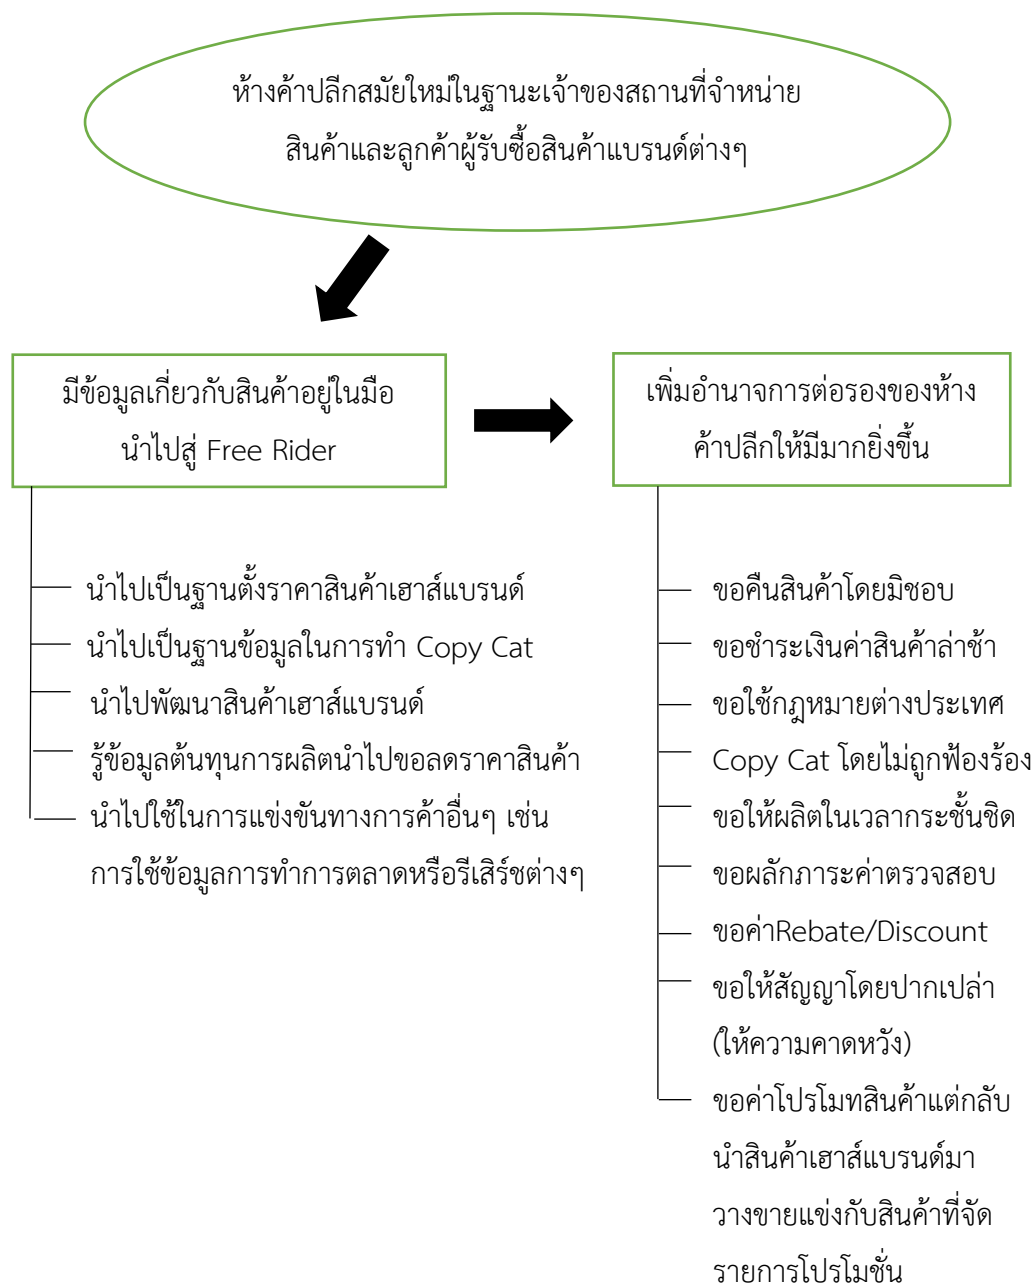 ห้างค้าปลีกสมัยใหม่ในฐานะเจ้าของสถานที่จำหน่าย
สินค้าและลูกค้าผู้รับซื้อสินค้าแบรนด์ต่างๆ
มีข้อมูลเกี่ยวกับสินค้าอยู่ในมือ
นำไปสู่ Free Rider
เพิ่มอำนาจการต่อรองของห้าง
ค้าปลีกให้มีมากยิ่งขึ้น
นำไปเป็นฐานตั้งราคาสินค้าเฮาส์แบรนด์
นำไปเป็นฐานข้อมูลในการทำ Copy Cat
นำไปพัฒนาสินค้าเฮาส์แบรนด์
รู้ข้อมูลต้นทุนการผลิตนำไปขอลดราคาสินค้า
นำไปใช้ในการแข่งขันทางการค้าอื่นๆ เช่น
การใช้ข้อมูลการทำการตลาดหรือรีเสิร์ชต่างๆ
ขอคืนสินค้าโดยมิชอบ
ขอชำระเงินค่าสินค้าล่าช้า
ขอใช้กฎหมายต่างประเทศ
Copy Cat โดยไม่ถูกฟ้องร้อง
ขอให้ผลิตในเวลากระชั้นชิด
ขอผลักภาระค่าตรวจสอบ
ขอค่าRebate/Discount
ขอให้สัญญาโดยปากเปล่า
(ให้ความคาดหวัง)
ขอค่าโปรโมทสินค้าแต่กลับ
นำสินค้าเฮาส์แบรนด์มา
วางขายแข่งกับสินค้าที่จัด
รายการโปรโมชั่น